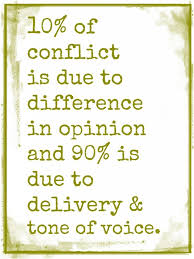 10% of
conflict
is due to
difference
in opinion
and 90% is
due to
delivery &
tone of voice.